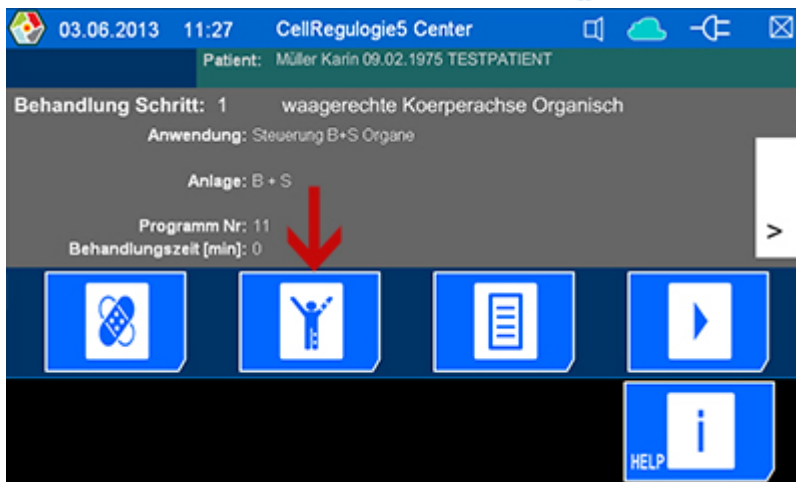 03.06.2013 11:27 CellRegulogie5 Center
Patient: Müller Karin 09.02.1975 TESTPATIENT
Behandlung Schritt: 1 waagerechte Koerperachse Organisch
Anwendung: Steuerung B+S Organe
Anlage: B + S
Programm Nr: 11
Behandlungszeit [min]: 0
>
HELP i